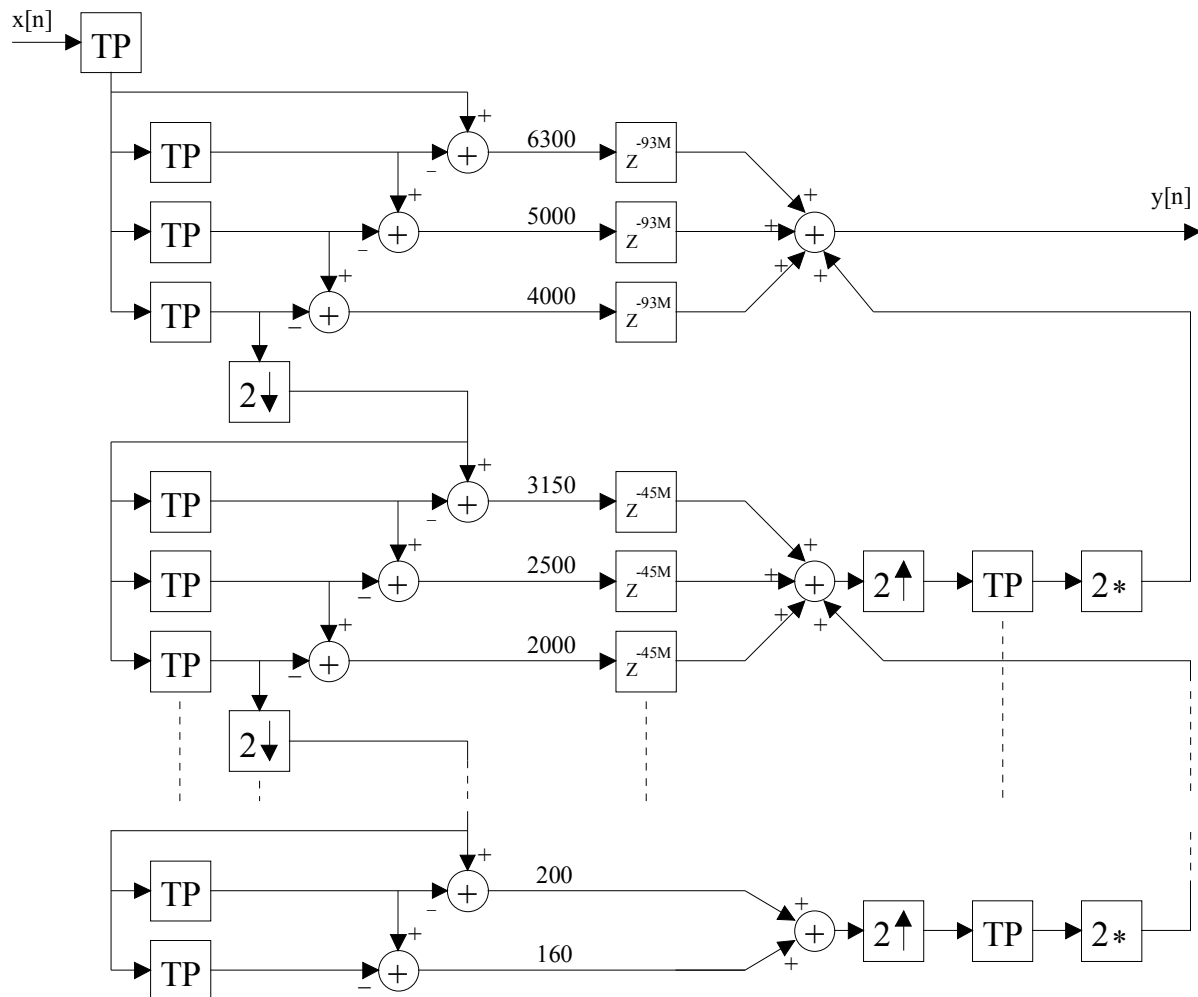 x[n]
TP
+
TP
–
+
6300
z^-93M
+
y[n]
+
TP
–
+
5000
z^-93M
+
+
+
TP
–
+
4000
z^-93M
+
+
2↓
+
TP
–
+
3150
z^-45M
+
+
TP
–
+
2500
z^-45M
+
+
2↑
TP
2*
+
TP
–
+
2000
z^-45M
+
+
2↓
+
TP
–
+
200
+
+
TP
–
+
160
+
+
2↑
TP
2*